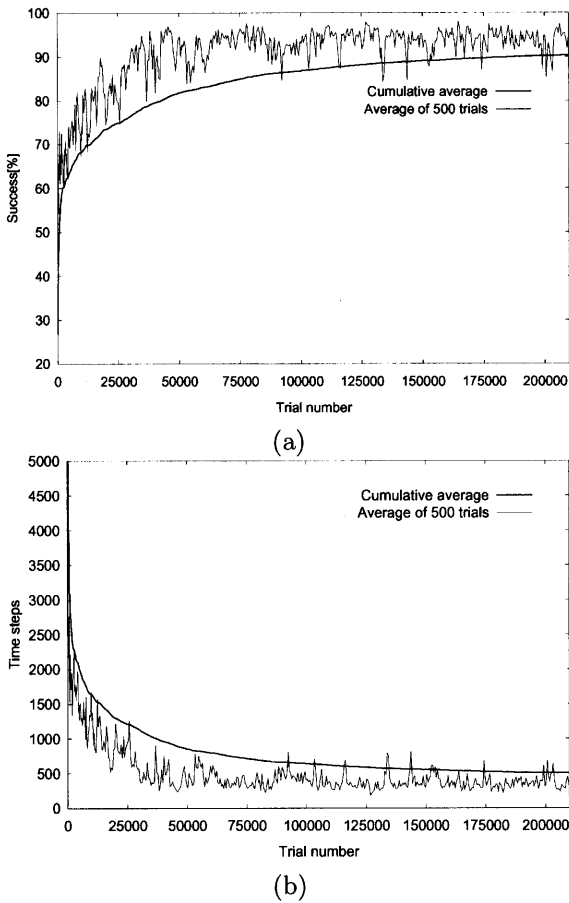 100
90
80
70
60
50
40
30
20
Success[%]
Cumulative average
Average of 500 trials
0 25000 50000 75000 100000 125000 150000 175000 200000
Trial number
(a)
5000
4500
4000
3500
3000
2500
2000
1500
1000
500
0
Time steps
Cumulative average
Average of 500 trials
0 25000 50000 75000 100000 125000 150000 175000 200000
Trial number
(b)